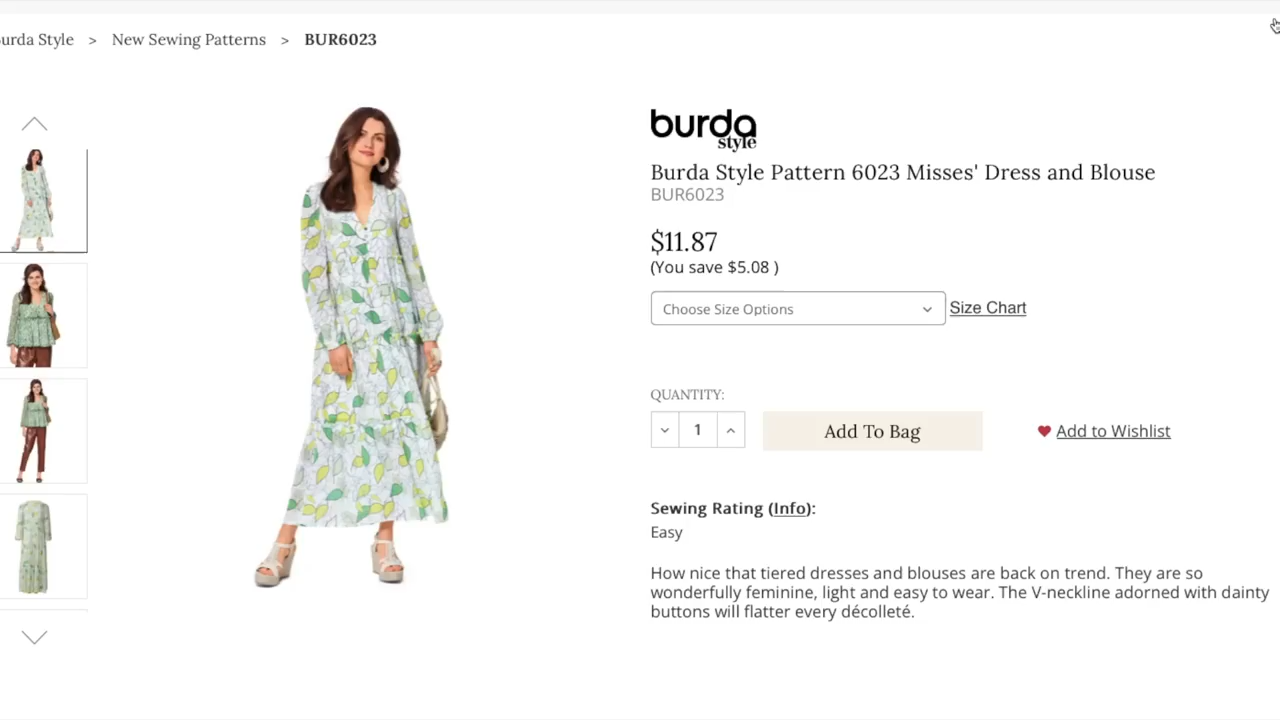 urda Style > New Sewing Patterns > BUR6023
burda
style
Burda Style Pattern 6023 Misses' Dress and Blouse
BUR6023
$11.87
(You save $5.08 )
Choose Size Options
Size Chart
QUANTITY:
1
Add To Bag
Add to Wishlist
Sewing Rating (Info):
Easy
How nice that tiered dresses and blouses are back on trend. They are so
wonderfully feminine, light and easy to wear. The V-neckline adorned with dainty
buttons will flatter every décolleté.